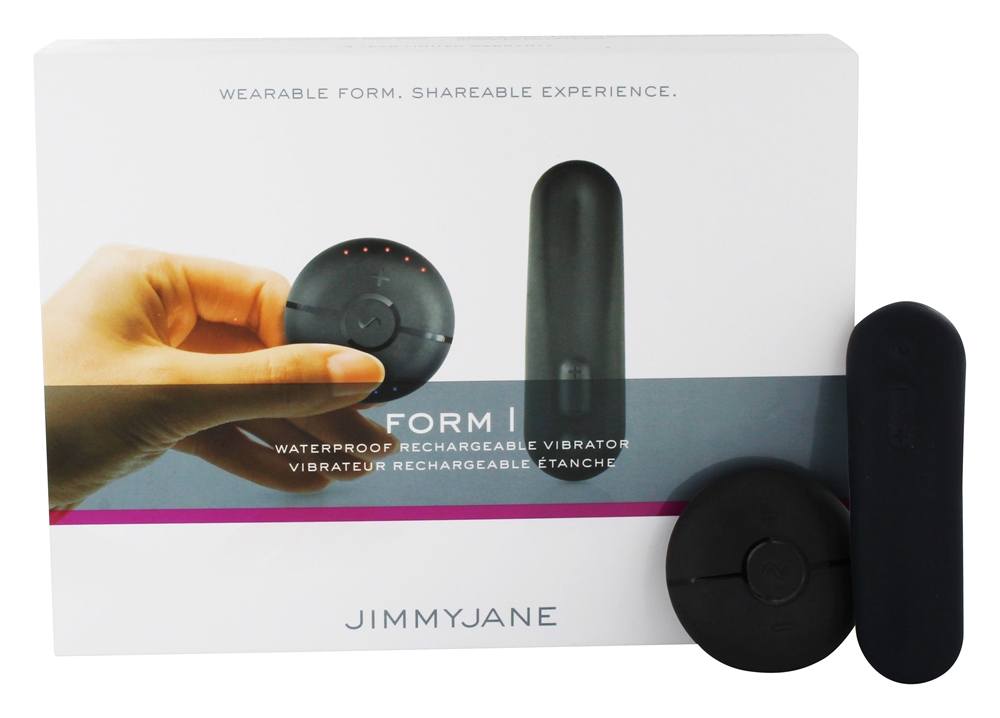 WEARABLE FORM. SHAREABLE EXPERIENCE.
FORM 1
WATERPROOF RECHARGEABLE VIBRATOR
VIBRATEUR RECHARGEABLE ÉTANCHE
JIMMYJANE